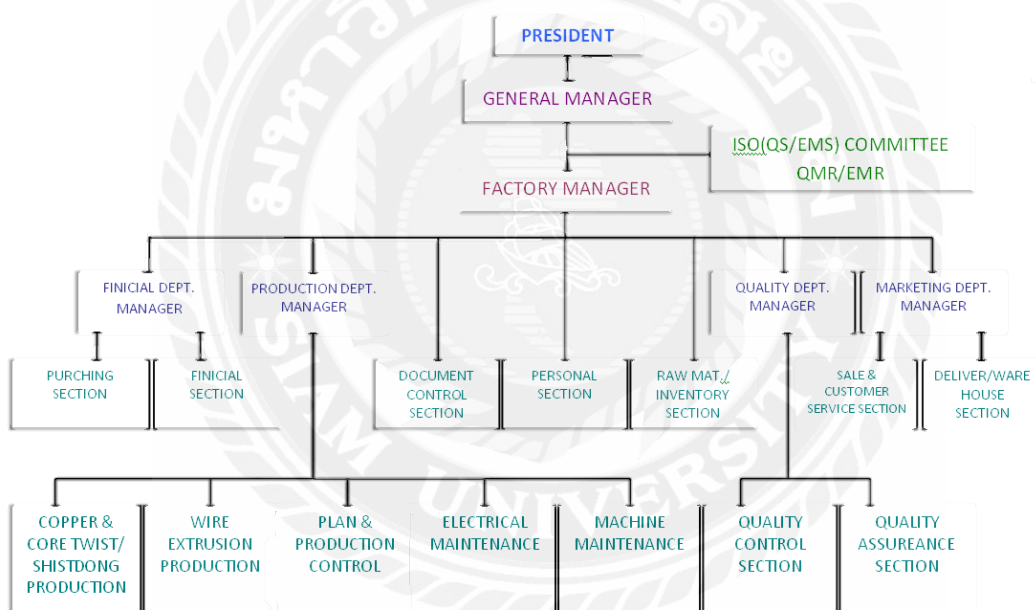 PRESIDENT
GENERAL MANAGER
ISO(QS/EMS) COMMITTEE
QMR/EMR
FACTORY MANAGER
FINICIAL DEPT.
MANAGER
PRODUCTION DEPT.
MANAGER
QUALITY DEPT.
MANAGER
MARKETING DEPT.
MANAGER
PURCHING
SECTION
FINICIAL
SECTION
DOCUMENT
CONTROL
SECTION
PERSONAL
SECTION
RAW MAT./
INVENTORY
SECTION
SALE &
CUSTOMER
SERVICE SECTION
DELIVER/WARE
HOUSE
SECTION
COPPER &
CORE TWIST/
SHISTDONG
PRODUCTION
WIRE
EXTRUSION
PRODUCTION
PLAN &
PRODUCTION
CONTROL
ELECTRICAL
MAINTENANCE
MACHINE
MAINTENANCE
QUALITY
CONTROL
SECTION
QUALITY
ASSUREANCE
SECTION
SIAM UNIVERSITY